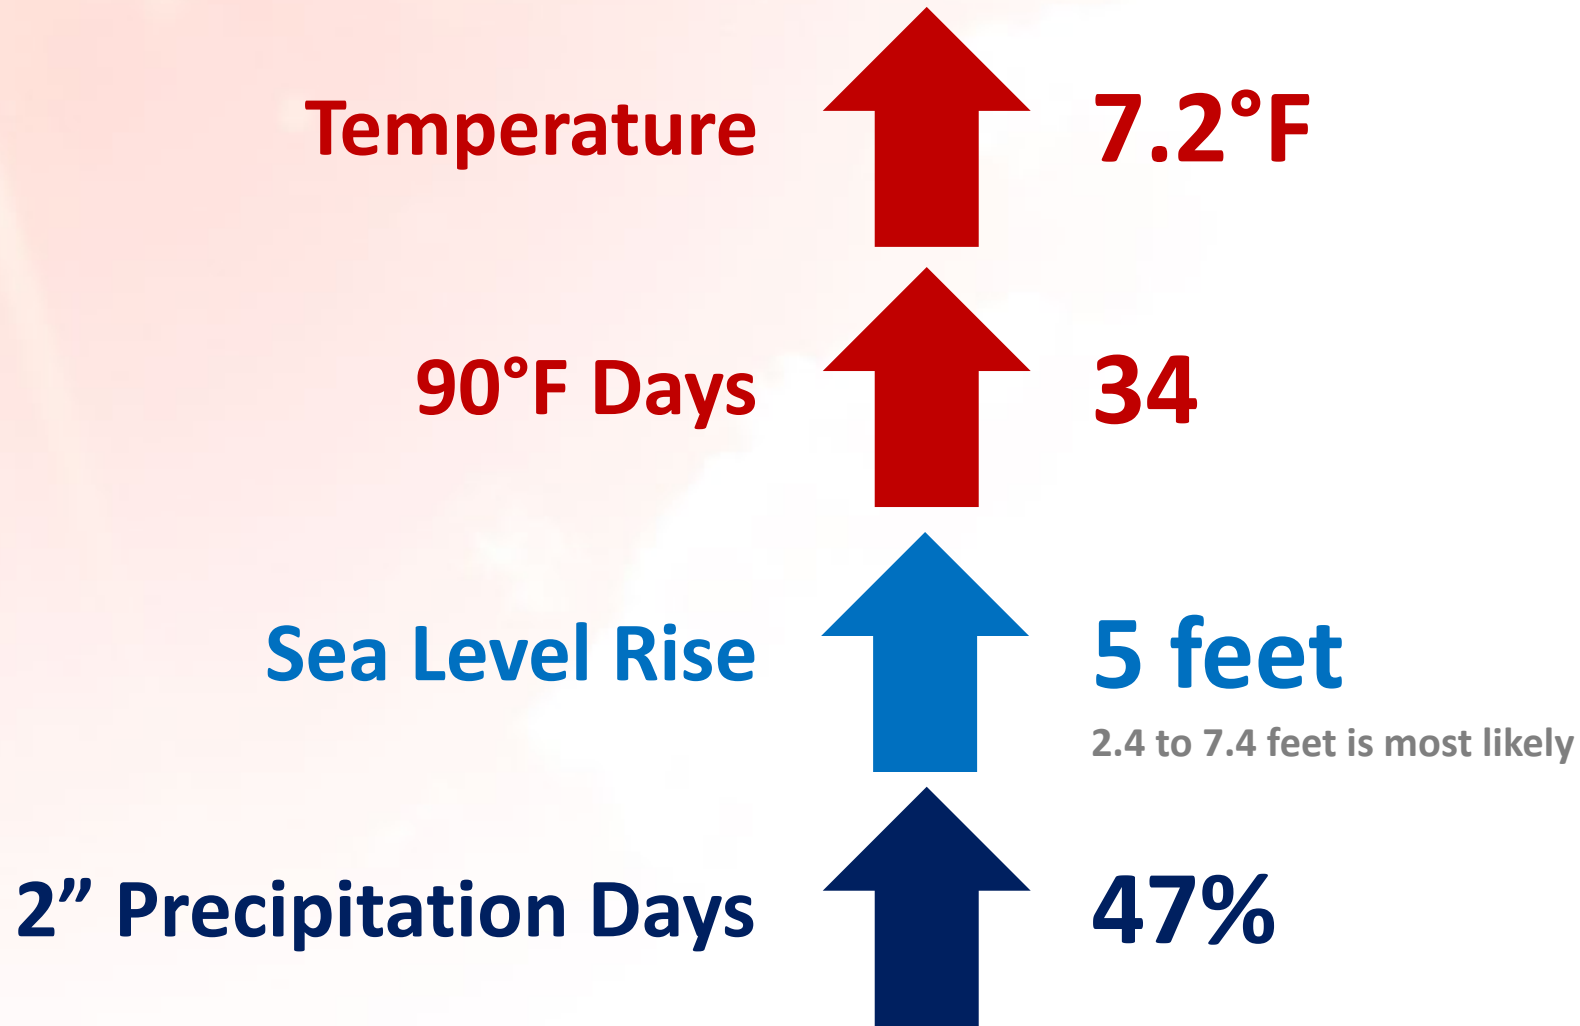 Temperature 7.2°F
90°F Days 34
Sea Level Rise 5 feet
2.4 to 7.4 feet is most likely
2” Precipitation Days 47%